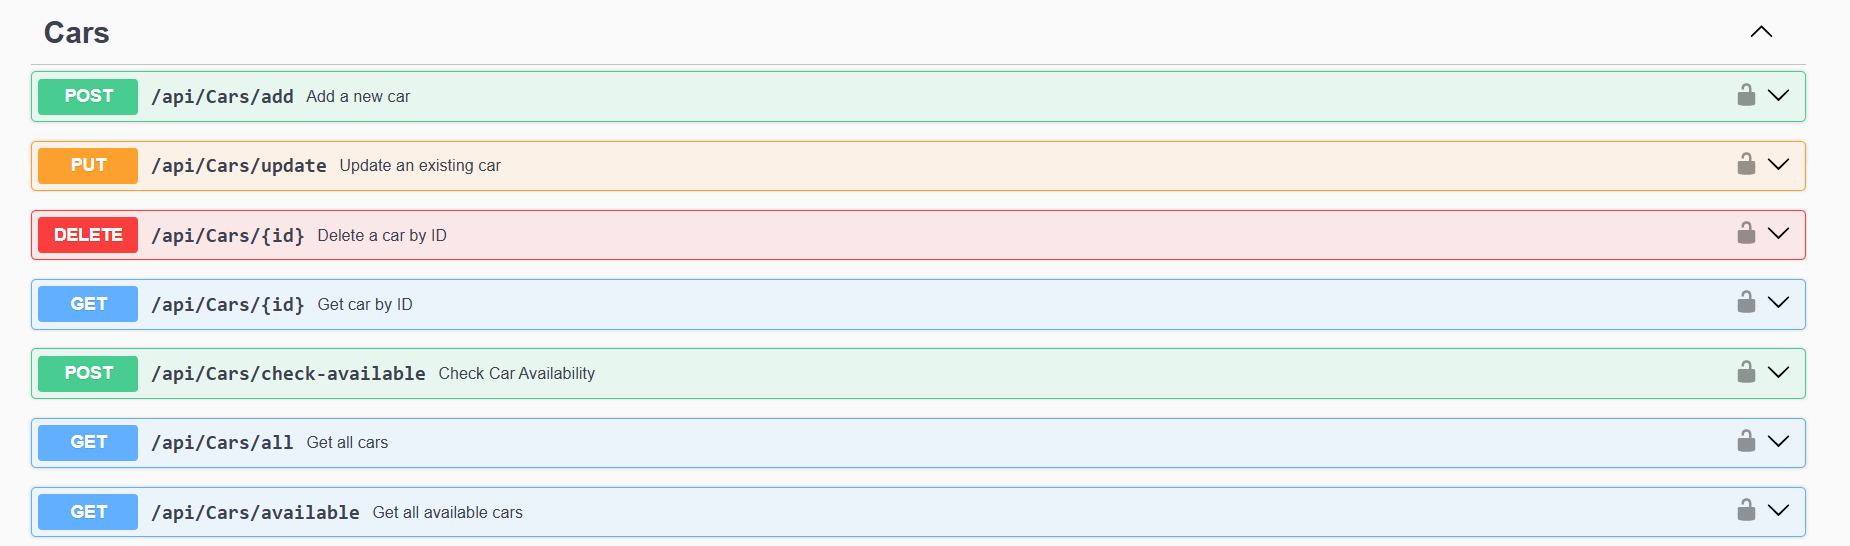 Cars
POST /api/Cars/add Add a new car
PUT /api/Cars/update Update an existing car
DELETE /api/Cars/{id} Delete a car by ID
GET /api/Cars/{id} Get car by ID
POST /api/Cars/check-available Check Car Availability
GET /api/Cars/all Get all cars
GET /api/Cars/available Get all available cars